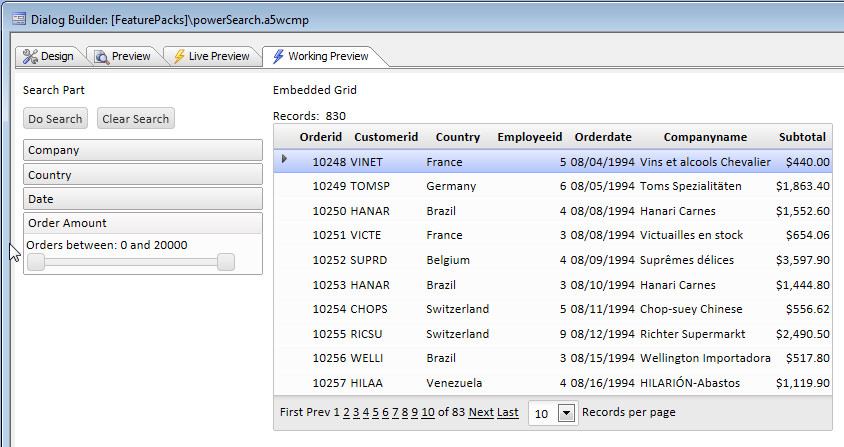 Dialog Builder: [FeaturePacks]\powerSearch.a5wcmp
Design Preview Live Preview Working Preview
Search Part
Do Search Clear Search
Company
Country
Date
Order Amount
Orders between: 0 and 20000
Embedded Grid
Records: 830
Orderid Customerid Country Employeeid Orderdate Companyname Subtotal
10248 VINET France 5 08/04/1994 Vins et alcools Chevalier $440.00
10249 TOMSP Germany 6 08/05/1994 Toms Spezialitäten $1,863.40
10250 HANAR Brazil 4 08/08/1994 Hanari Carnes $1,552.60
10251 VICTE France 3 08/08/1994 Victuailles en stock $654.06
10252 SUPRD Belgium 4 08/09/1994 Suprêmes délices $3,597.90
10253 HANAR Brazil 3 08/10/1994 Hanari Carnes $1,444.80
10254 CHOPS Switzerland 5 08/11/1994 Chop-suey Chinese $556.62
10255 RICSU Switzerland 9 08/12/1994 Richter Supermarkt $2,490.50
10256 WELLI Brazil 3 08/15/1994 Wellington Importadora $517.80
10257 HILAA Venezuela 4 08/16/1994 HILARIÓN-Abastos $1,119.90
First Prev 1 2 3 4 5 6 7 8 9 10 of 83 Next Last 10 Records per page